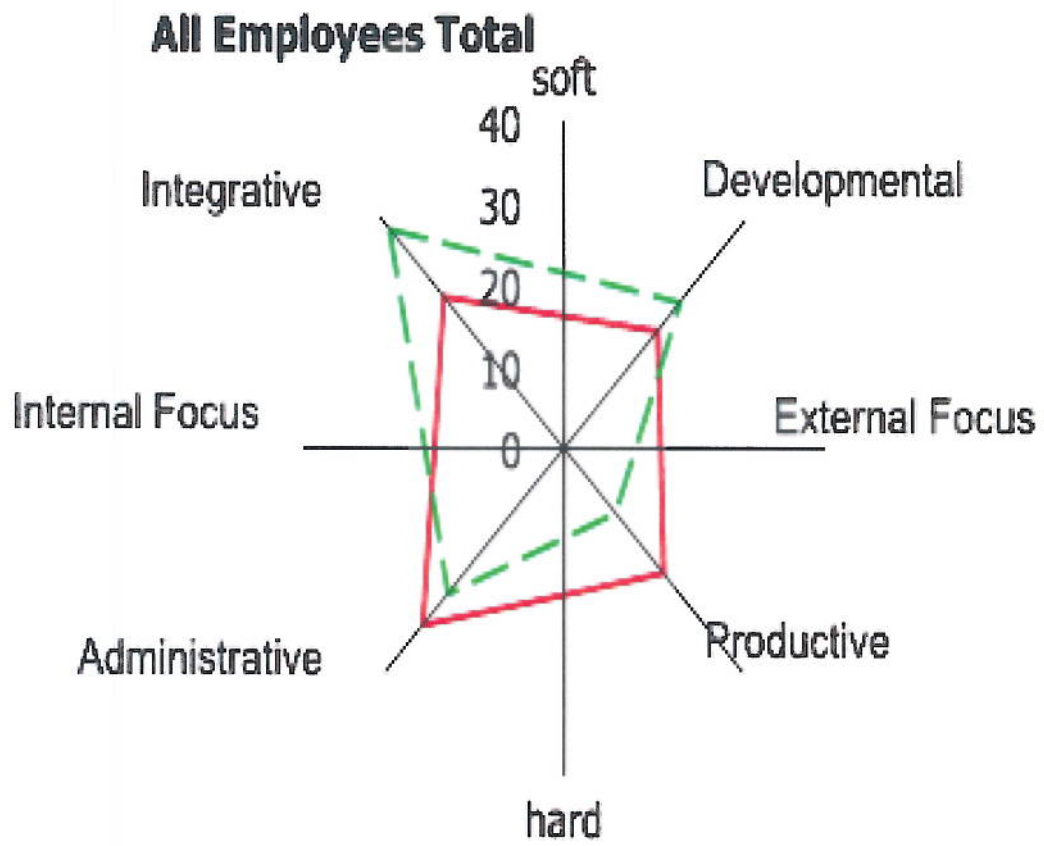 All Employees Total
soft
40
Integrative
Developmental
30
20
10
Internal Focus
External Focus
0
Administrative
Productive
hard